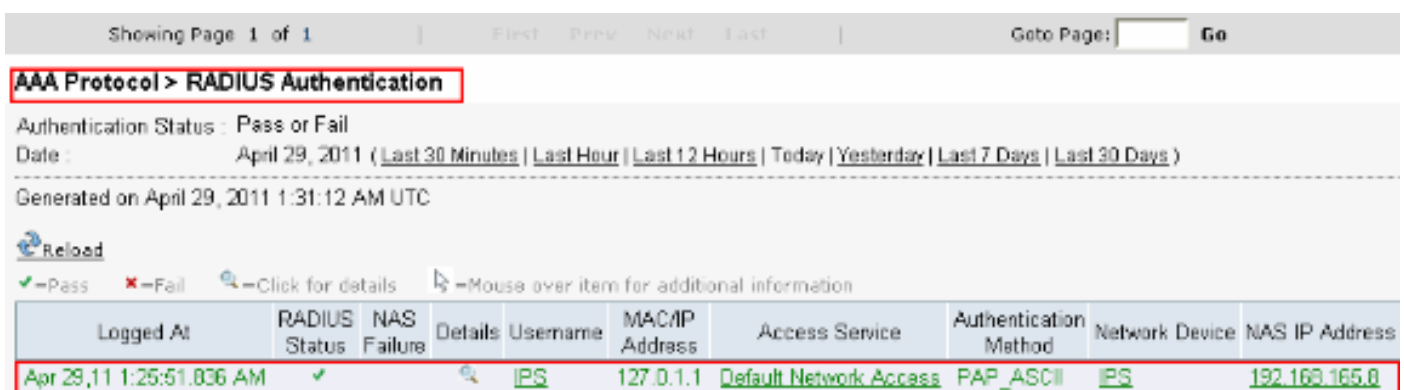 Showing Page 1 of 1 | First Prev Next Last | Goto Page: Go
AAA Protocol > RADIUS Authentication
Authentication Status : Pass or Fail
Date : April 29, 2011 ( Last 30 Minutes | Last Hour | Last 12 Hours | Today | Yesterday | Last 7 Days | Last 30 Days )
Generated on April 29, 2011 1:31:12 AM UTC
Reload
✔=Pass ✖=Fail =Click for details =Mouse over item for additional information
Logged At RADIUS Status NAS Failure Details Username MAC/IP Address Access Service Authentication Method Network Device NAS IP Address
Apr 29,11 1:25:51.836 AM ✔ IPS 127.0.1.1 Default Network Access PAP_ASCII IPS 192.168.165.8